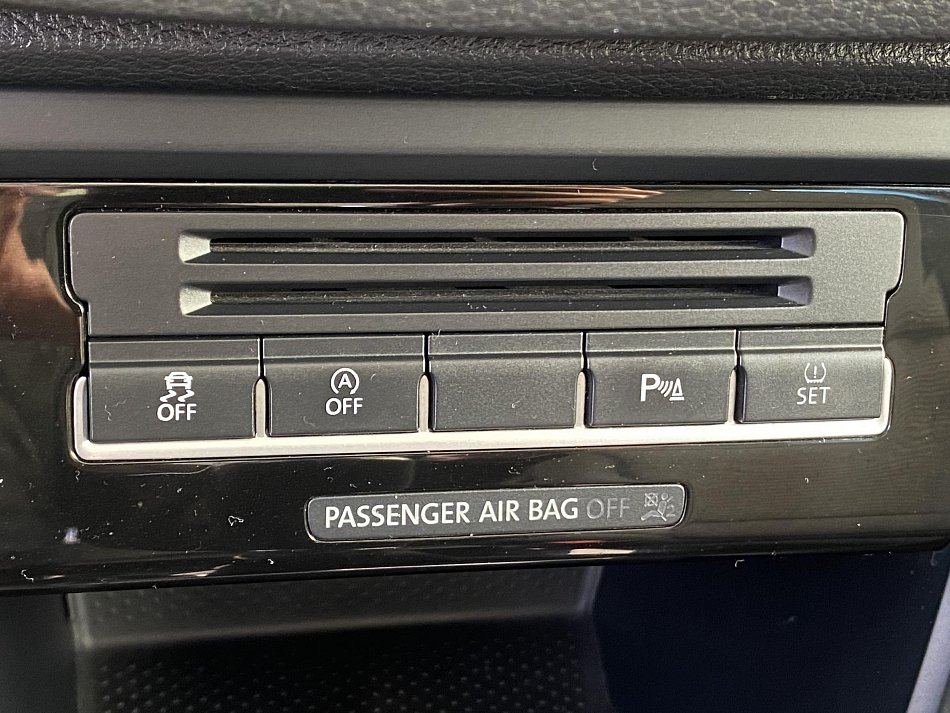 OFF
A
OFF
P
SET
PASSENGER AIR BAG OFF